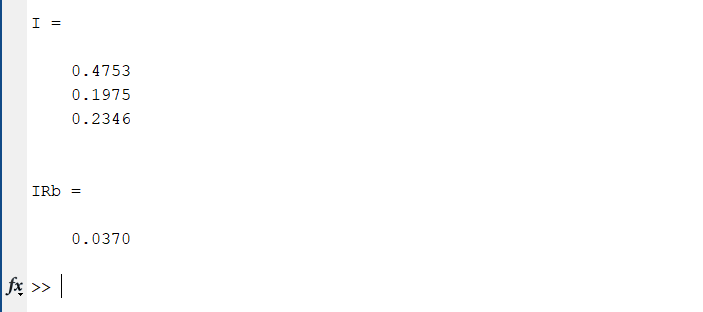 I =
0.4753
0.1975
0.2346
IRb =
0.0370
fx >>